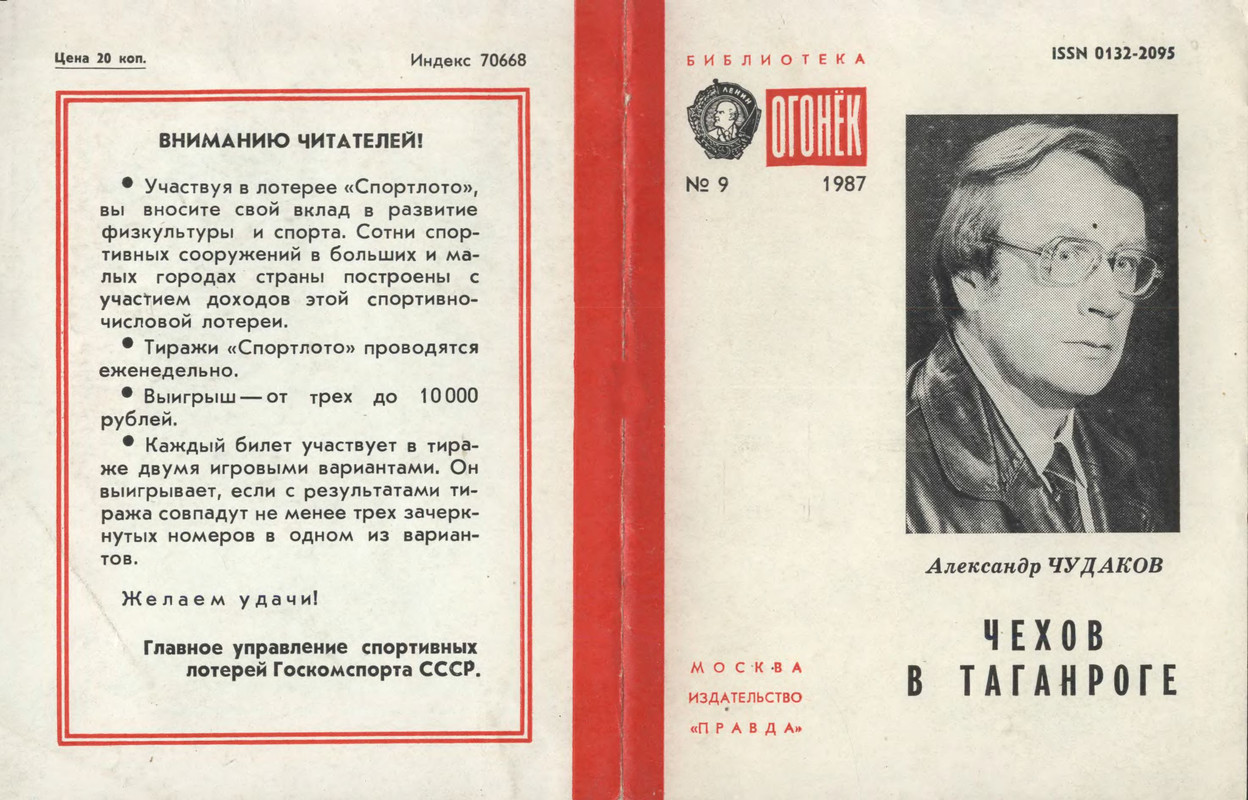 Цена 20 коп.
Индекс 70668
ВНИМАНИЮ ЧИТАТЕЛЕЙ!
● Участвуя в лотерее «Спортлото»,
вы вносите свой вклад в развитие
физкультуры и спорта. Сотни спор-
тивных сооружений в больших и ма-
лых городах страны построены с
участием доходов этой спортивно-
числовой лотереи.
● Тиражи «Спортлото» проводятся
еженедельно.
● Выигрыш — от трех до 10 000
рублей.
● Каждый билет участвует в тира-
же двумя игровыми вариантами. Он
выигрывает, если с результатами ти-
ража совпадут не менее трех зачерк-
нутых номеров в одном из вариан-
тов.
Желаем удачи!
Главное управление спортивных
лотерей Госкомспорта СССР.
БИБЛИОТЕКА
ЛЕНИН
ОГОНЁК
№ 9 1987
ISSN 0132-2095
Александр ЧУДАКОВ
ЧЕХОВ
В ТАГАНРОГЕ
МОСКВА
ИЗДАТЕЛЬСТВО
«ПРАВДА»